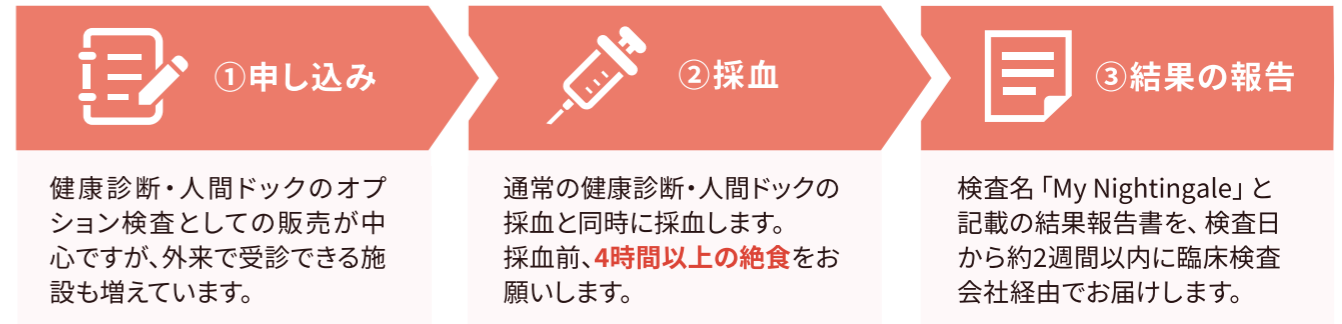 ①申し込み
健康診断・人間ドックのオプ
ション検査としての販売が中
心ですが、外来で受診できる施
設も増えています。
②採血
通常の健康診断・人間ドックの
採血と同時に採血します。
採血前、4時間以上の絶食をお
願いします。
③結果の報告
検査名「My Nightingale」と
記載の結果報告書を、検査日
から約2週間以内に臨床検査
会社経由でお届けします。